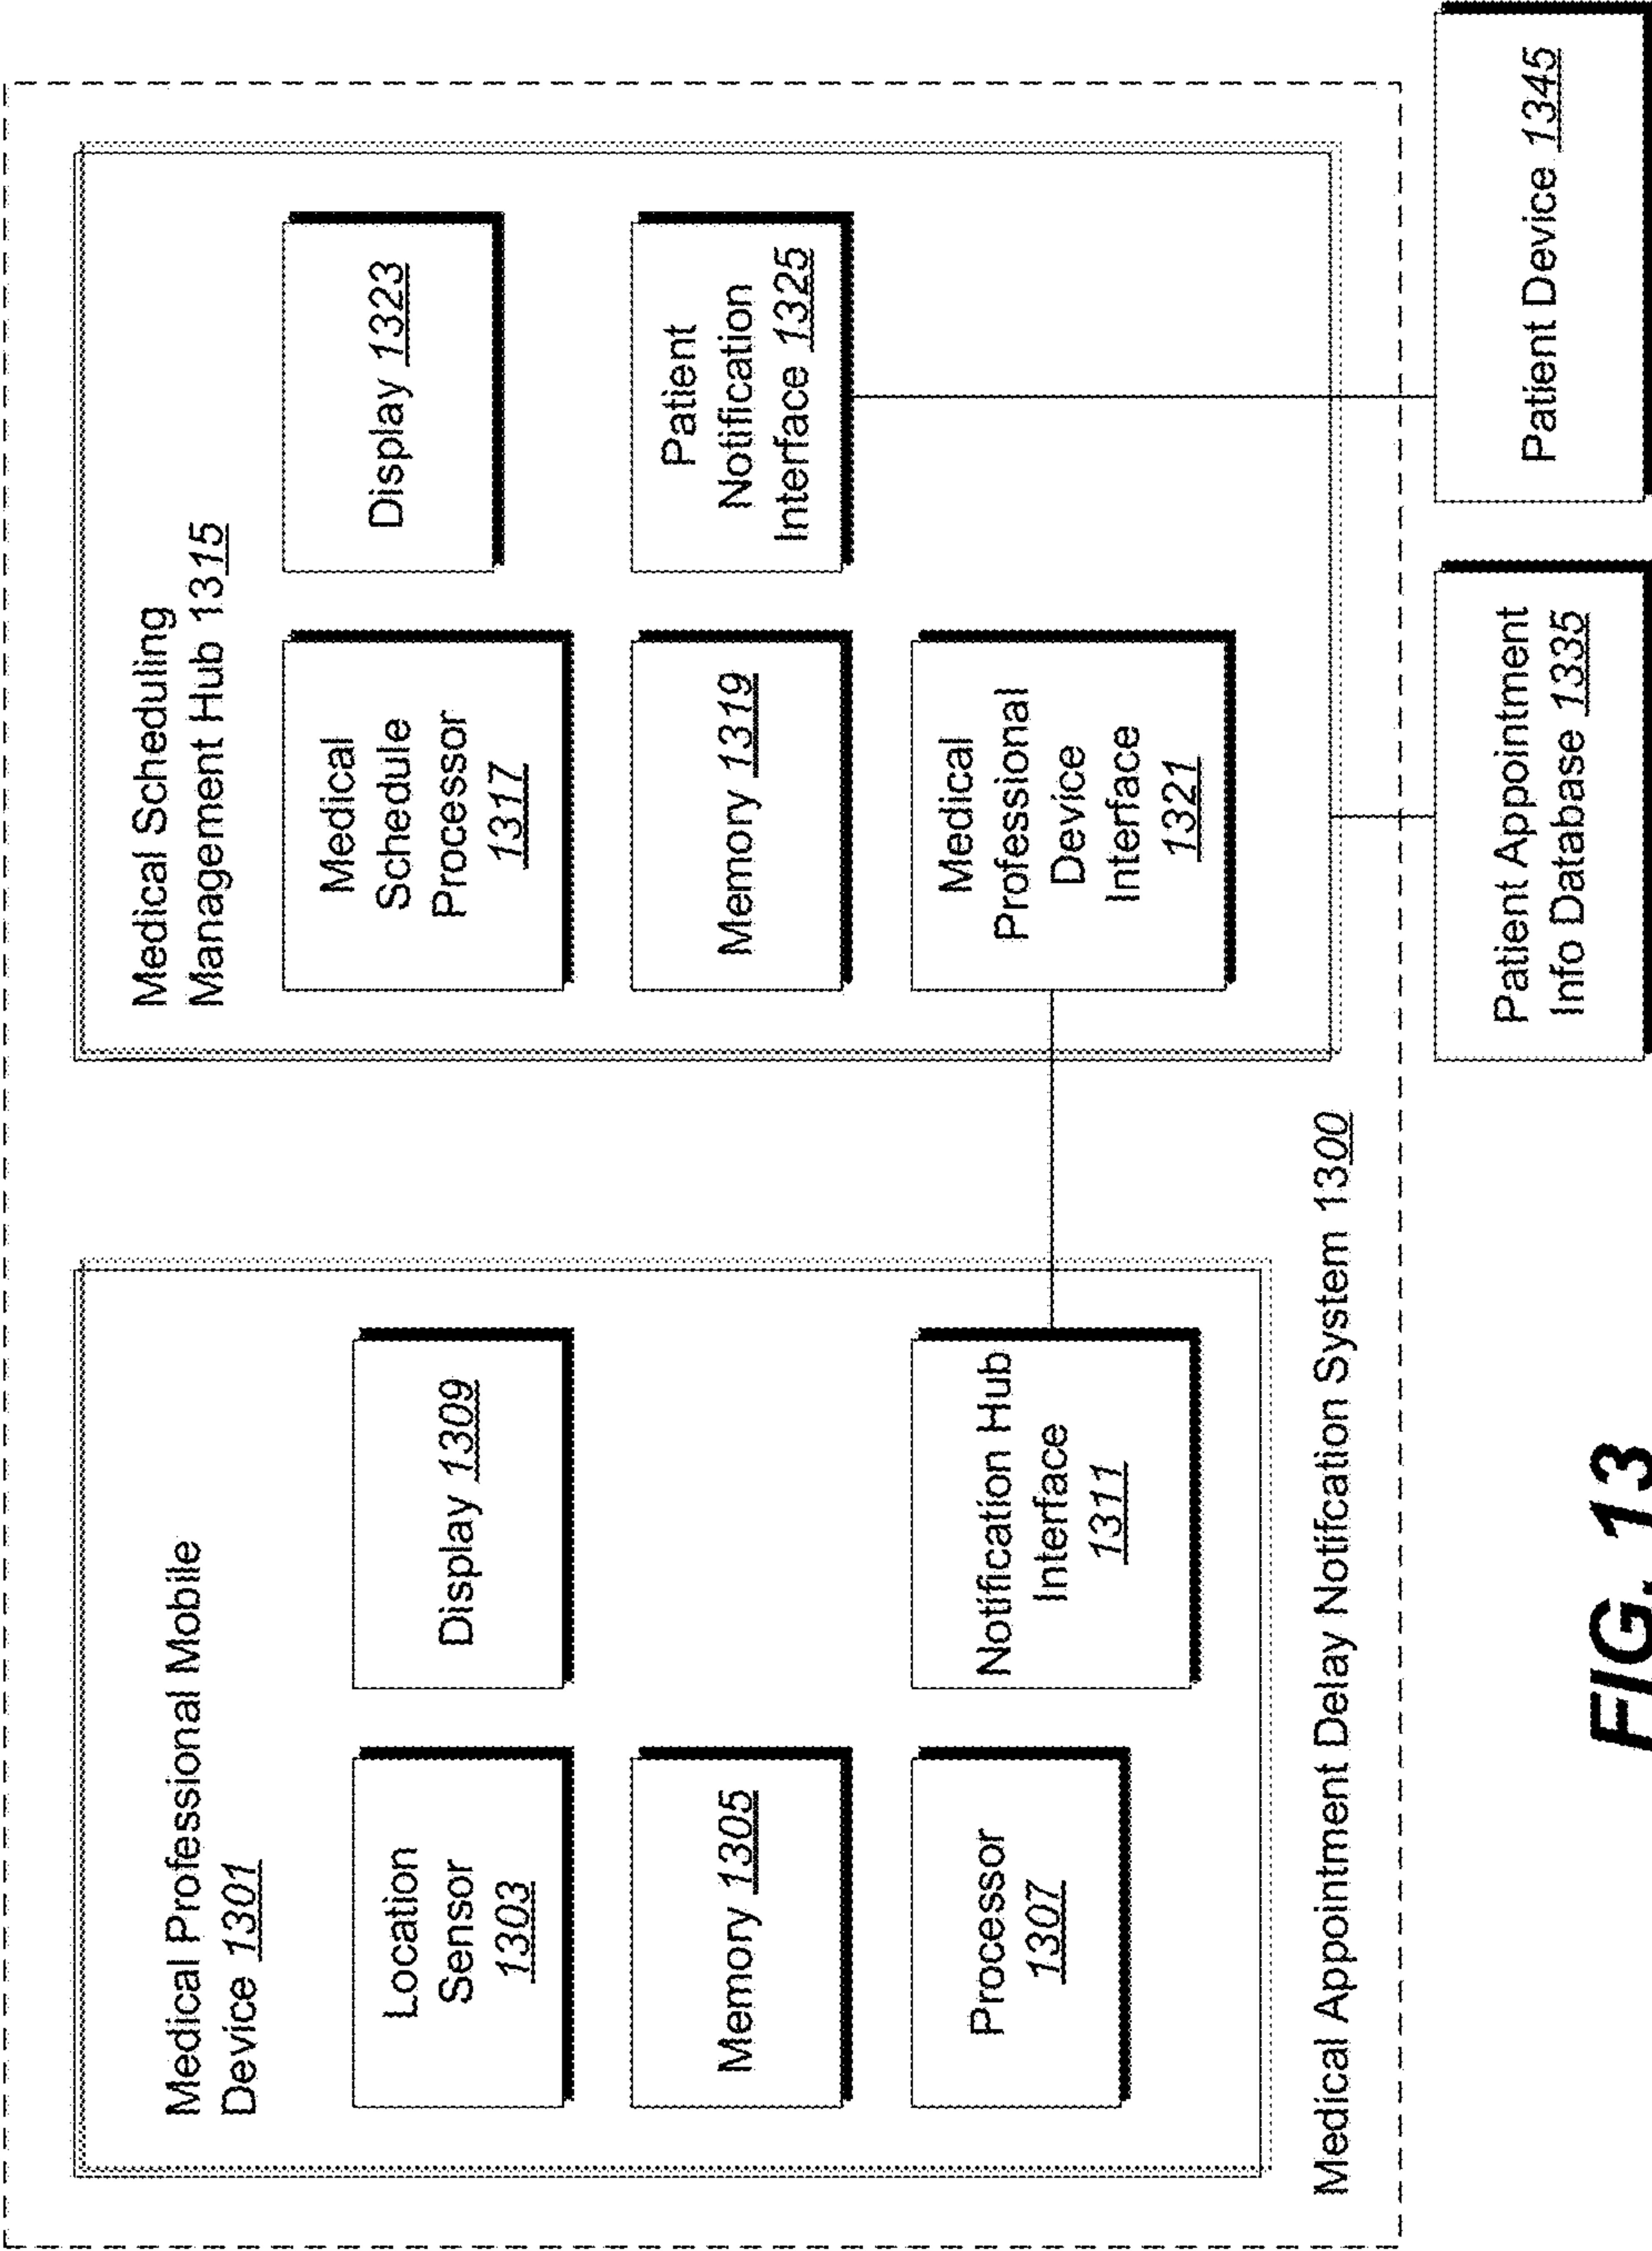 Medical Professional Mobile
Device 1301
Location
Sensor
1303
Display 1309
Memory 1305
Processor
1307
Notification Hub
Interface
1311
Medical Scheduling
Management Hub 1315
Medical
Schedule
Processor
1317
Display 1323
Memory 1319
Patient
Notification
Interface 1325
Medical
Professional
Device
Interface
1321
Medical Appointment Delay Notifcation System 1300
Patient Appointment
Info Database 1335
Patient Device 1345
FIG. 13